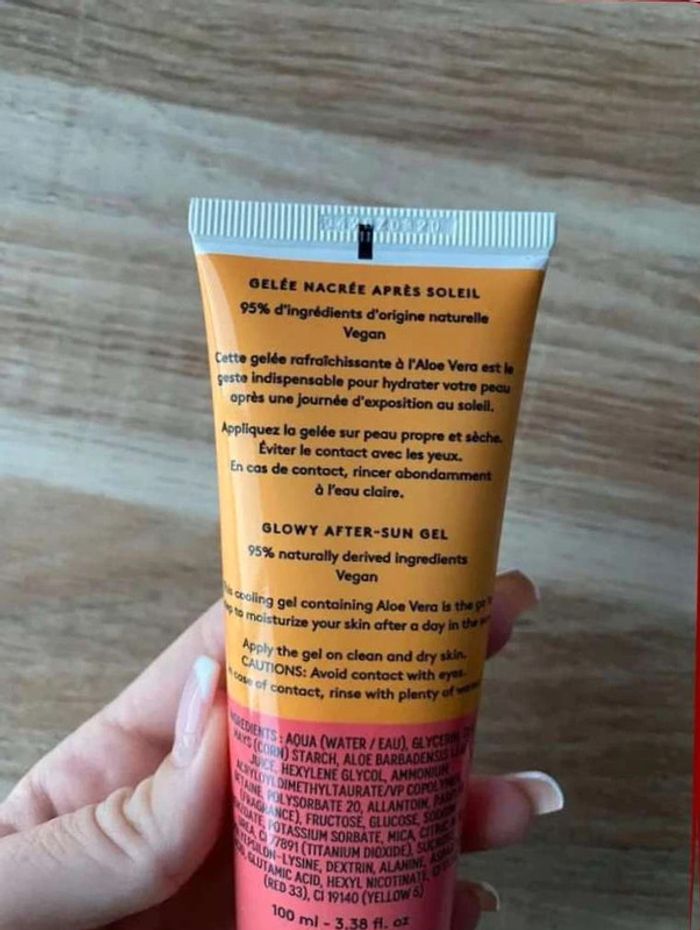 GELÉE NACRÉE APRÈS SOLEIL
95% d'ingrédients d'origine naturelle
Vegan
Cette gelée rafraîchissante à l'Aloe Vera est le
geste indispensable pour hydrater votre peau
après une journée d'exposition au soleil.
Appliquez la gelée sur peau propre et sèche.
Éviter le contact avec les yeux.
En cas de contact, rincer abondamment
à l'eau claire.
GLOWY AFTER-SUN GEL
95% naturally derived ingredients
Vegan
cooling gel containing Aloe Vera is the
to moisturize your skin after a day in the
Apply the gel on clean and dry skin.
CAUTIONS: Avoid contact with eyes.
case of contact, rinse with plenty of
INGREDIENTS : AQUA (WATER / EAU), GLYCERIN,
MAYS (CORN) STARCH, ALOE BARBADENSIS LEAF
JUICE, HEXYLENE GLYCOL, AMMONIUM
ACRYLOYLDIMETHYLTAURATE/VP COPOLYMER,
POLYSORBATE 20, ALLANTOIN,
(FRAGRANCE), FRUCTOSE, GLUCOSE,
POTASSIUM SORBATE, MICA,
UREA, CI 77891 (TITANIUM DIOXIDE),
DEXTRIN, ALANINE,
GLUTAMIC ACID, HEXYL NICOTINATE,
(RED 33), CI 19140 (YELLOW 5)
100 ml - 3.38 fl. oz